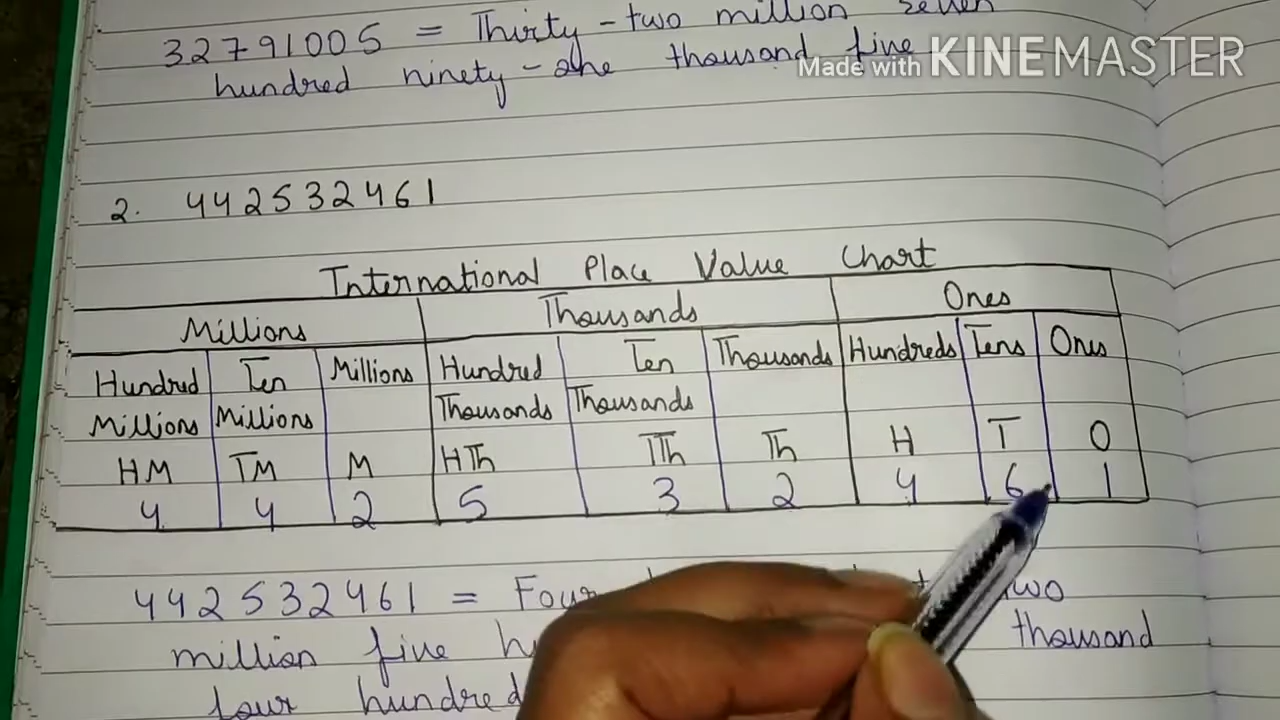 32791005 = Thirty-two million seven
hundred ninety-one thousand five
Made with KINEMASTER
2. 442532461
International Place Value Chart
Millions Thousands Ones
Hundred Millions Ten Millions Millions Hundred Thousands Ten Thousands Thousands Hundreds Tens Ones
HM TM M HTh TTh Th H T O
4 4 2 5 3 2 4 6 1
442532461 = Four two
million five thousand
four hundred